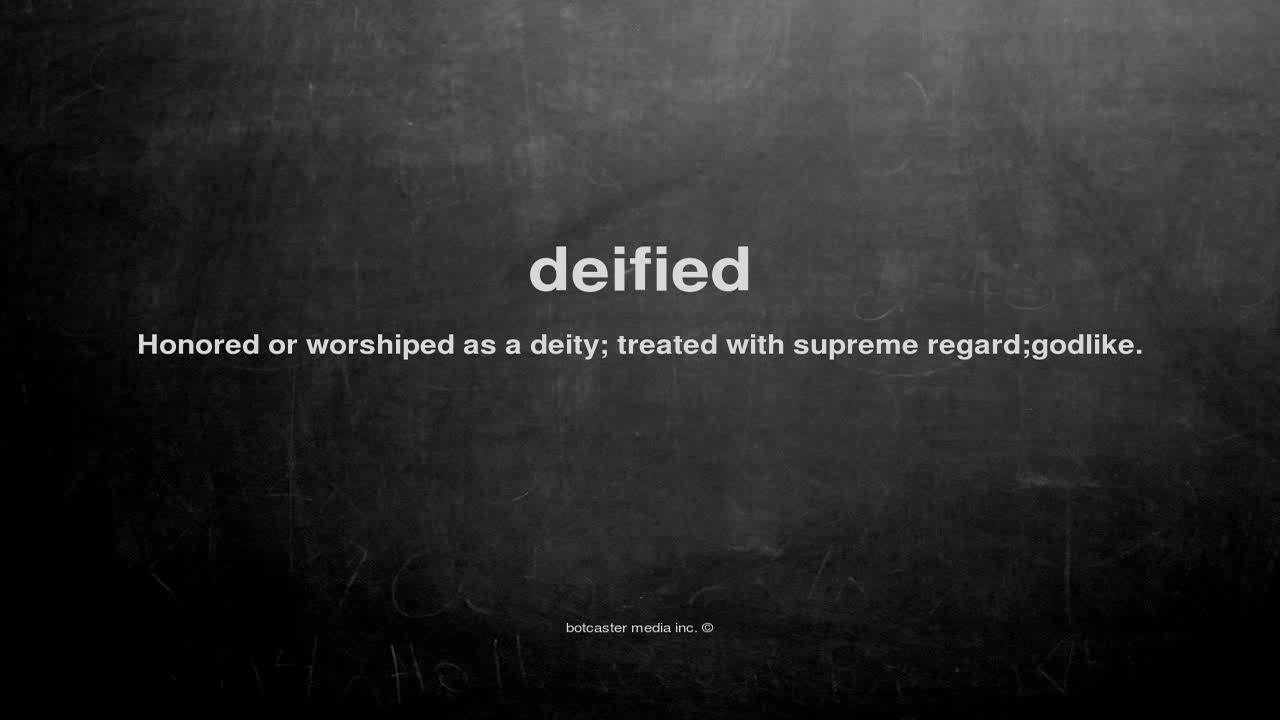 deified
Honored or worshiped as a deity; treated with supreme regard;godlike.
botcaster media inc. ©